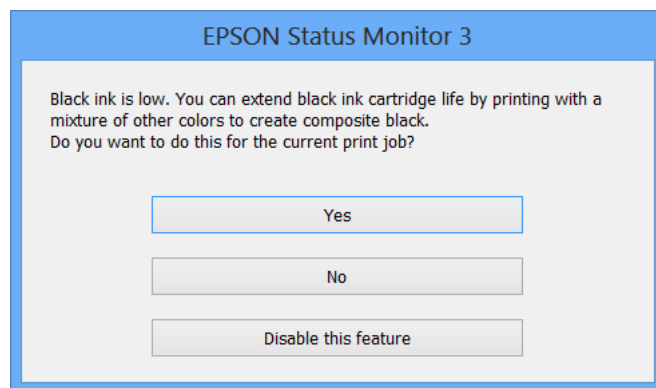 EPSON Status Monitor 3
Black ink is low. You can extend black ink cartridge life by printing with a
mixture of other colors to create composite black.
Do you want to do this for the current print job?
Yes
No
Disable this feature